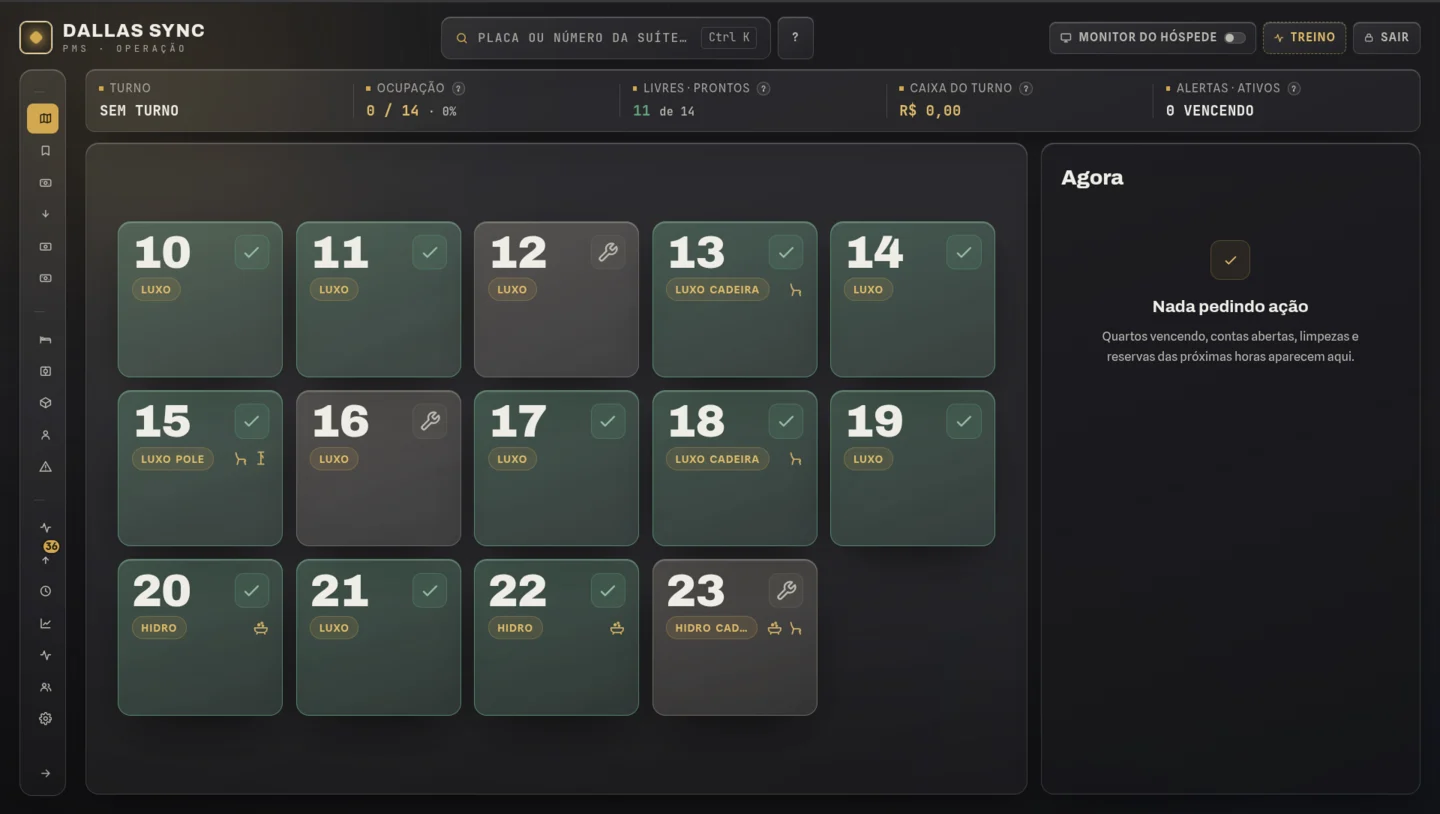 DALLAS SYNC
PMS · OPERAÇÃO
PLACA OU NÚMERO DA SUÍTE… Ctrl K
?
MONITOR DO HÓSPEDE
TREINO
SAIR
TURNO
SEM TURNO
OCUPAÇÃO ?
0 / 14 · 0%
LIVRES · PRONTOS ?
11 de 14
CAIXA DO TURNO ?
R$ 0,00
ALERTAS · ATIVOS ?
0 VENCENDO
36
10
LUXO
11
LUXO
12
LUXO
13
LUXO CADEIRA
14
LUXO
15
LUXO POLE
16
LUXO
17
LUXO
18
LUXO CADEIRA
19
LUXO
20
HIDRO
21
LUXO
22
HIDRO
23
HIDRO CAD…
Agora
Nada pedindo ação
Quartos vencendo, contas abertas, limpezas e
reservas das próximas horas aparecem aqui.